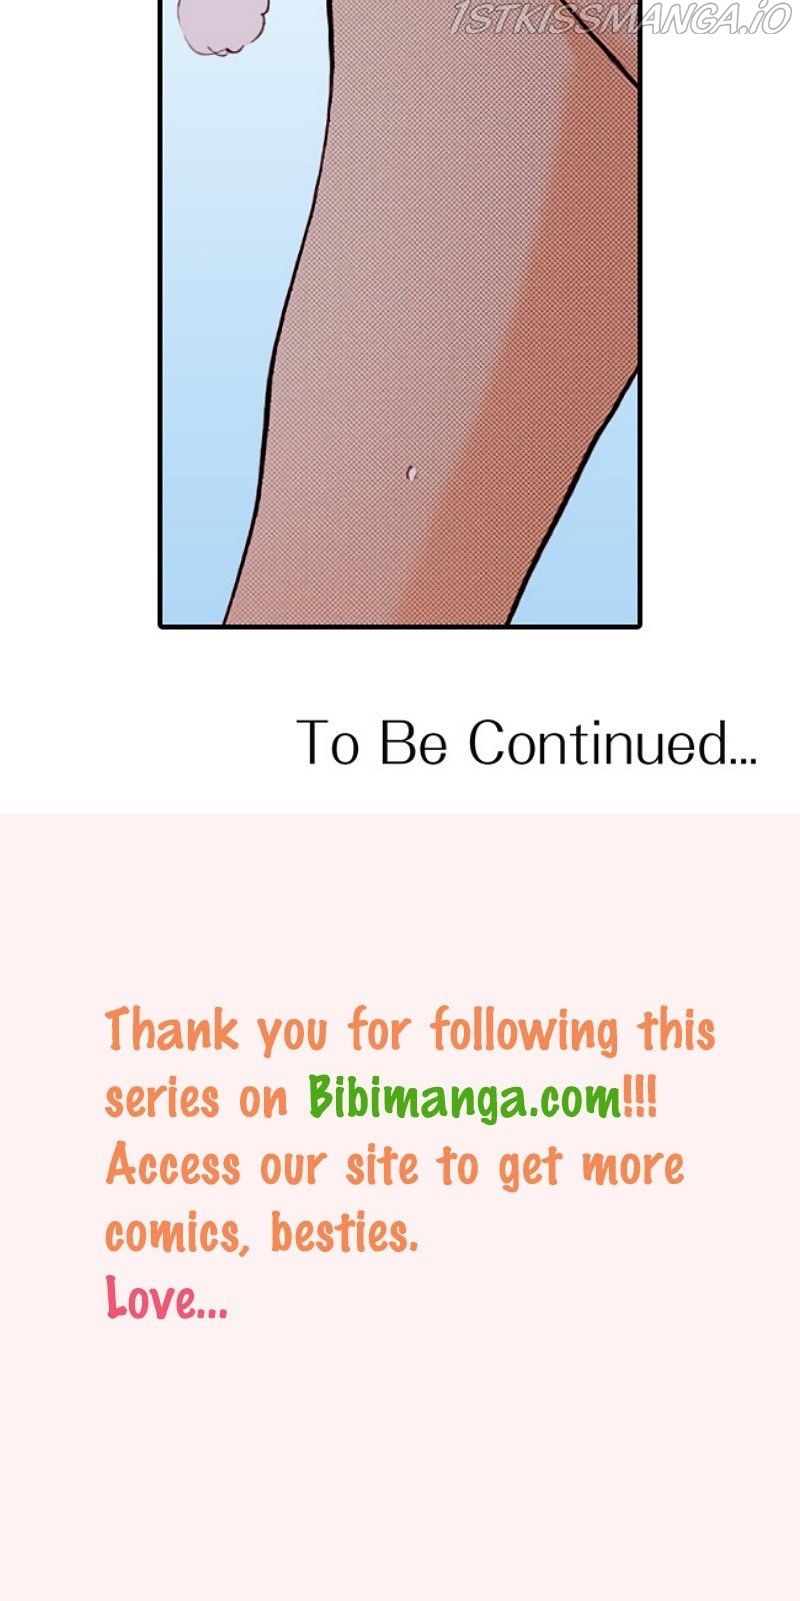 1STKISSMANGA.iO
To Be Continued...
Thank you for following this
series on Bibimanga.com!!!
Access our site to get more
comics, besties.
Love...